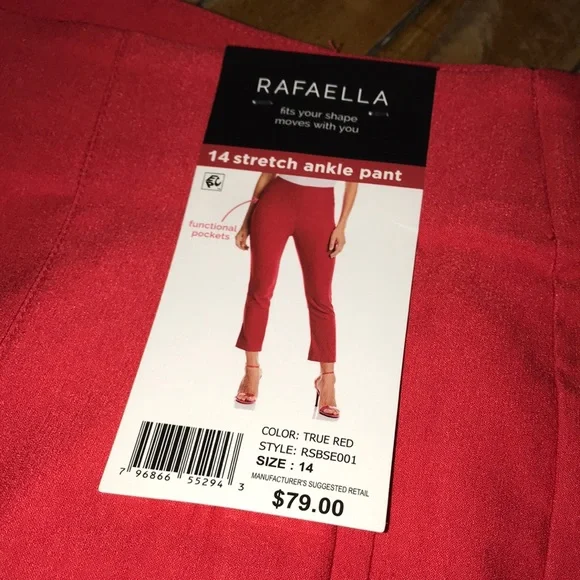 RAFAELLA
fits your shape
moves with you
14 stretch ankle pant
functional
pockets
COLOR: TRUE RED
STYLE: RSBSE001
SIZE : 14
MANUFACTURER'S SUGGESTED RETAIL
$79.00
7 96866 55294 3